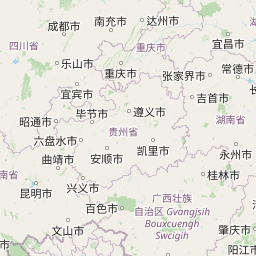 成都市
南充市
达州市
宜昌市
四川省
重庆市
常德市
乐山市
重庆市
张家界市
宜宾市
吉首市
毕节市
遵义市
湖南省
昭通市
贵州省
六盘水市
凯里市
永州市
曲靖市
安顺市
桂林市
南省
兴义市
昆明市
广西壮族
自治区 Gvangjsih
Bouxcuengh
Swcigih
百色市
肇庆市
文山市
阳江市